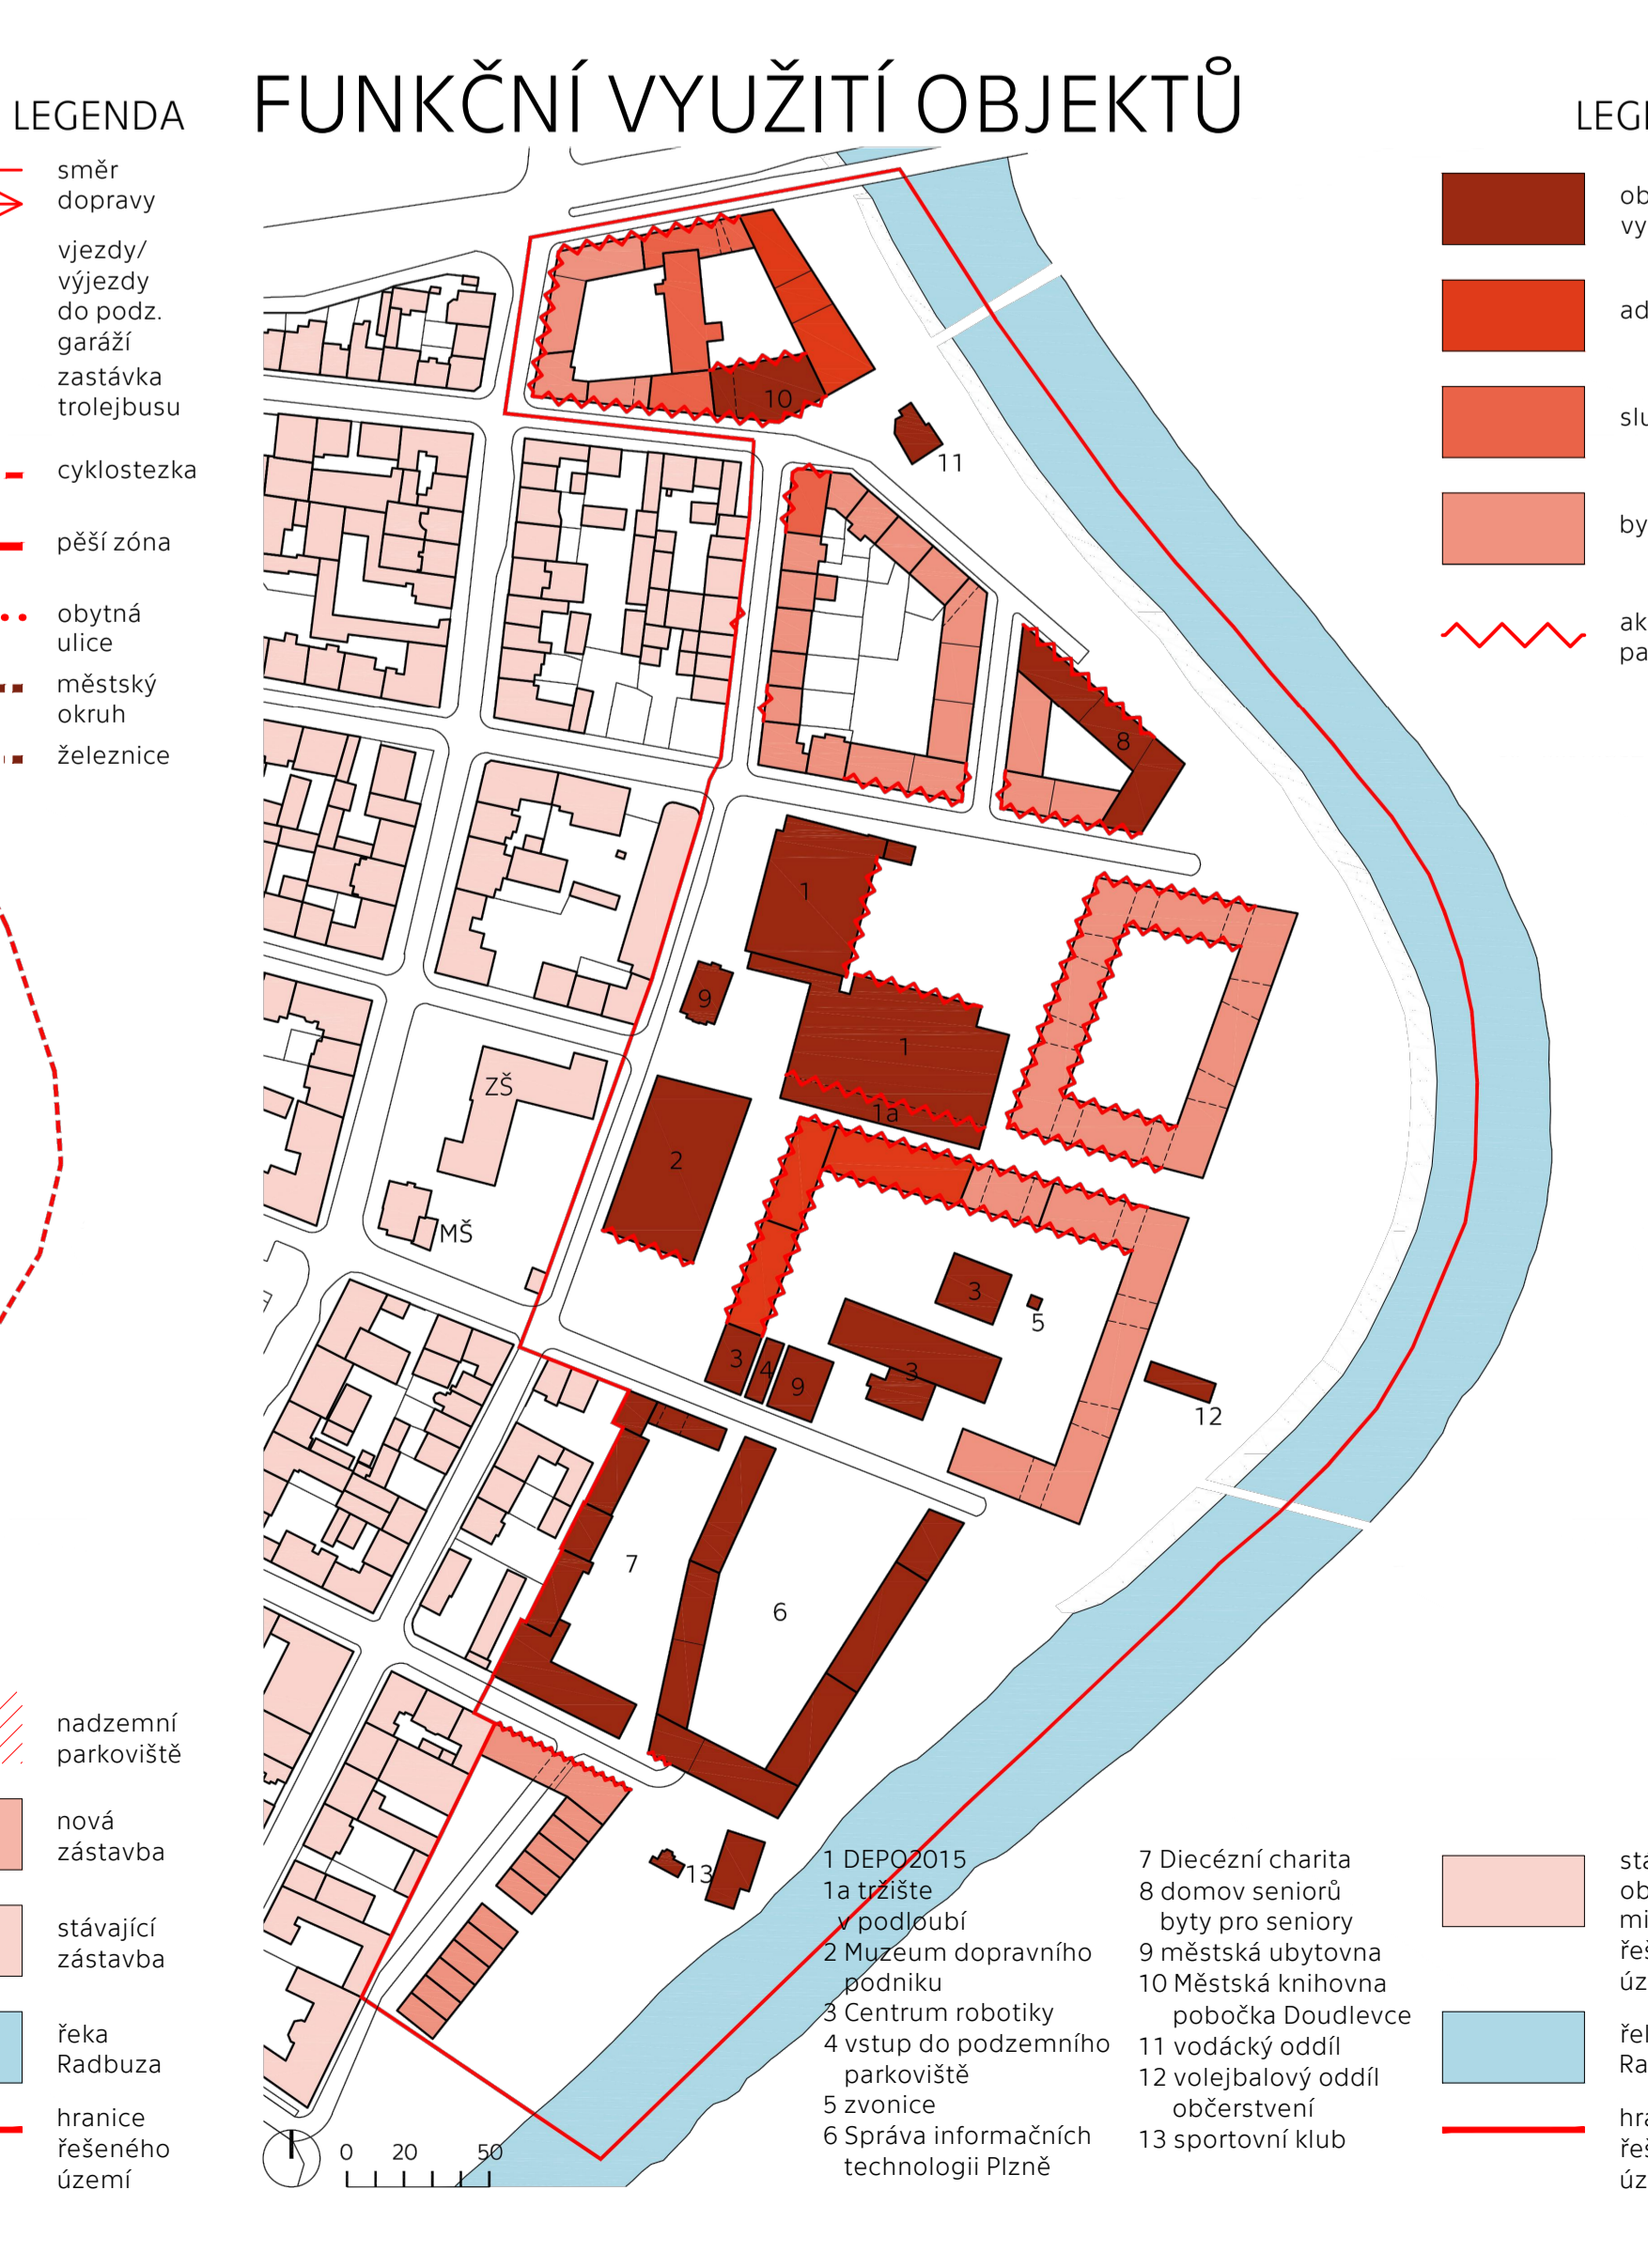 FUNKČNÍ VYUŽITÍ OBJEKTŮ
LEGENDA
směr
dopravy
vjezdy/
výjezdy
do podz.
garáží
zastávka
trolejbusu
cyklostezka
pěší zóna
obytná
ulice
městský
okruh
železnice
nadzemní
parkoviště
nová
zástavba
stávající
zástavba
řeka
Radbuza
hranice
řešeného
území
10
11
8
1
9
1
ZŠ
1a
2
MŠ
3
5
3
4
9
3
12
7
6
13
0 20 50
1 DEPO2015
1a tržište
v podloubí
2 Muzeum dopravního
podniku
3 Centrum robotiky
4 vstup do podzemního
parkoviště
5 zvonice
6 Správa informačních
technologii Plzně
7 Diecézní charita
8 domov seniorů
byty pro seniory
9 městská ubytovna
10 Městská knihovna
pobočka Doudlevce
11 vodácký oddíl
12 volejbalový oddíl
občerstvení
13 sportovní klub